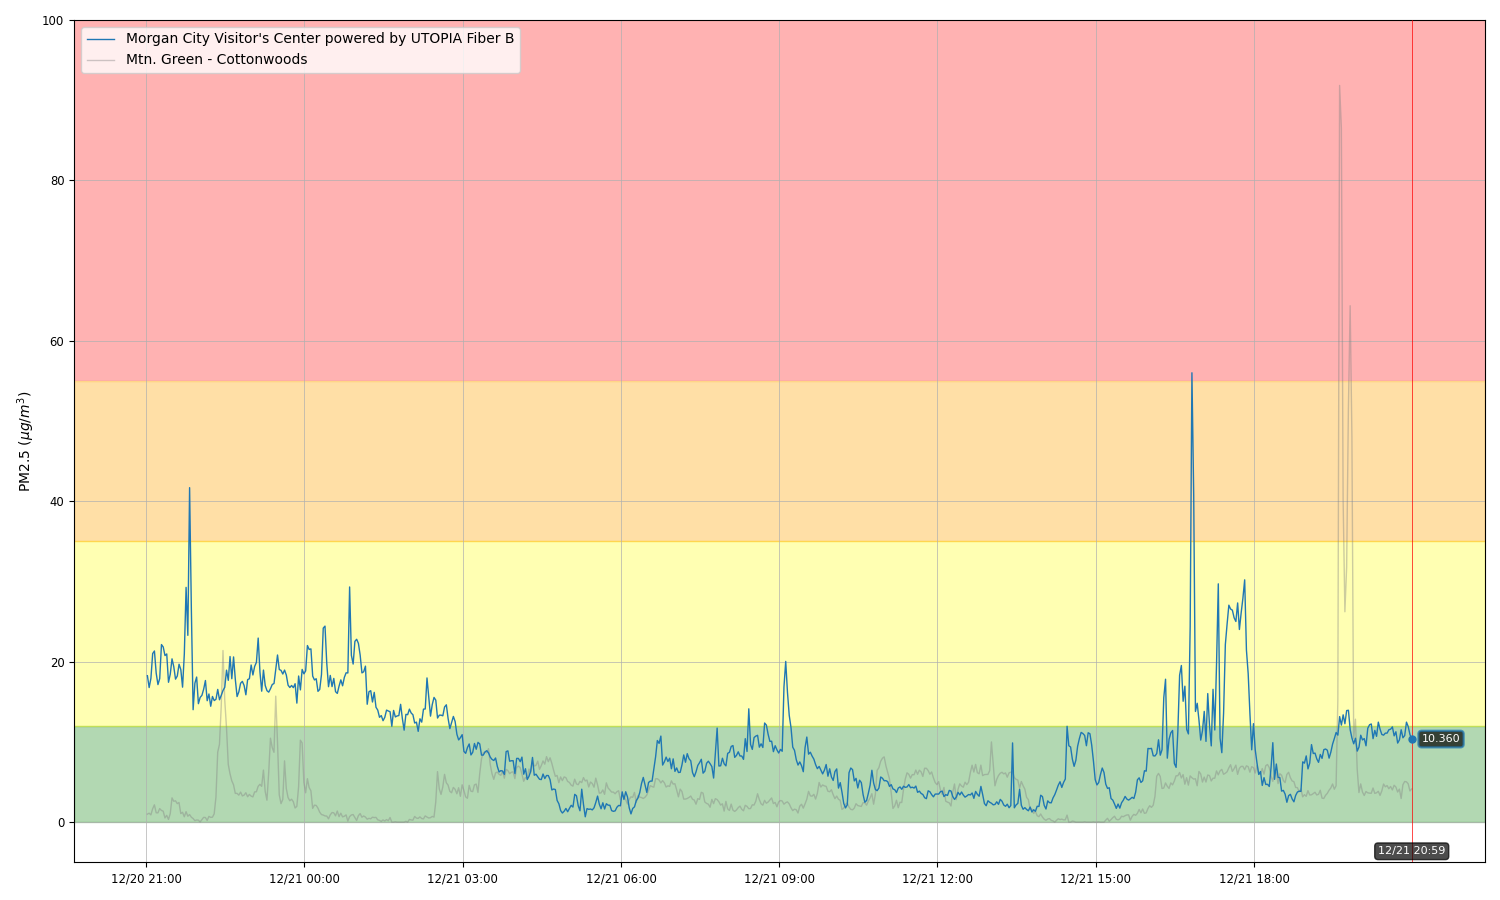 100
Morgan City Visitor's Center powered by UTOPIA Fiber B
Mtn. Green - Cottonwoods
80
60
PM2.5 (μg/m³)
40
20
10.360
0
12/21 20:59
12/20 21:00 12/21 00:00 12/21 03:00 12/21 06:00 12/21 09:00 12/21 12:00 12/21 15:00 12/21 18:00